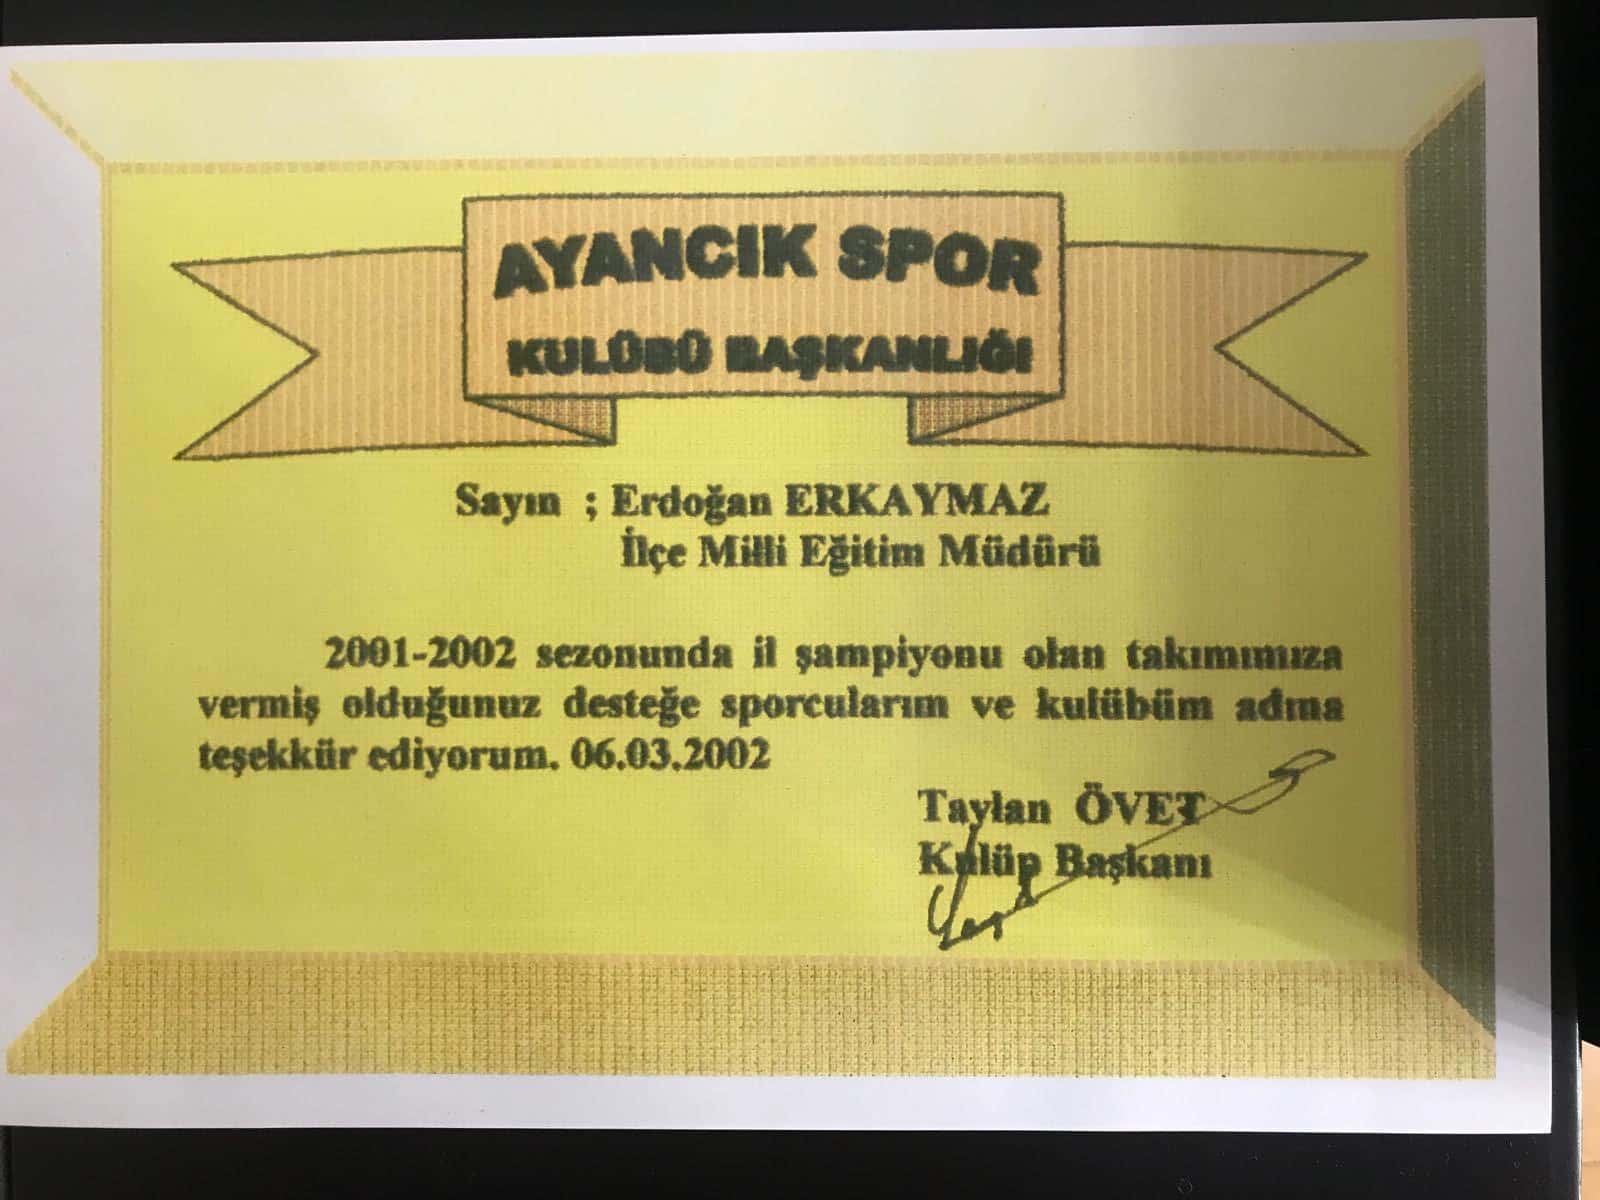 AYANCIK SPOR
KULÜBÜ BAŞKANLIĞI
Sayın ; Erdoğan ERKAYMAZ
İlçe Milli Eğitim Müdürü
2001-2002 sezonunda il şampiyonu olan takımımıza
vermiş olduğunuz desteğe sporcularım ve kulübüm adına
teşekkür ediyorum. 06.03.2002
Taylan ÖVET
Kulüp Başkanı